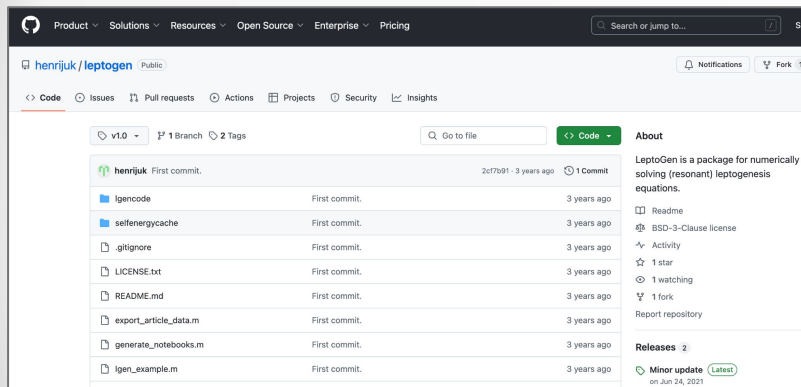 Product Solutions Resources Open Source Enterprise Pricing Search or jump to... /
henrijuk / leptogen Public Notifications Fork 1
<> Code Issues Pull requests Actions Projects Security Insights
v1.0 1 Branch 2 Tags Go to file <> Code About
LeptoGen is a package for numerically
henrijuk First commit. 2cf7b91 · 3 years ago 1 Commit
solving (resonant) leptogenesis
equations.
lgencode First commit. 3 years ago
Readme
selfenergycache First commit. 3 years ago
BSD-3-Clause license
.gitignore First commit. 3 years ago
Activity
LICENSE.txt First commit. 3 years ago
1 star
1 watching
README.md First commit. 3 years ago
1 fork
export_article_data.m First commit. 3 years ago
Report repository
generate_notebooks.m First commit. 3 years ago
Releases 2
lgen_example.m First commit. 3 years ago
Minor update Latest
on Jun 24, 2021